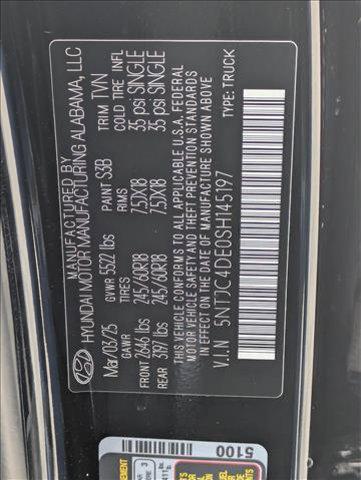 MANUFACTURED BY
HYUNDAI MOTOR MANUFACTURING ALABAMA, LLC
Mar/03/25 GVWR 5522 lbs PAINT S3B TRIM TVN
GAWR TIRES RIMS COLD TIRE INFL
FRONT 2646 lbs 245/60R18 7.5JX18 35 psi SINGLE
REAR 3197 lbs 245/60R18 7.5JX18 35 psi SINGLE
THIS VEHICLE CONFORMS TO ALL APPLICABLE U.S.A. FEDERAL
MOTOR VEHICLE SAFETY AND THEFT PREVENTION STANDARDS
IN EFFECT ON THE DATE OF MANUFACTURE SHOWN ABOVE.
V.I.N 5NTJC4DE0SH145197 TYPE: TRUCK
5100